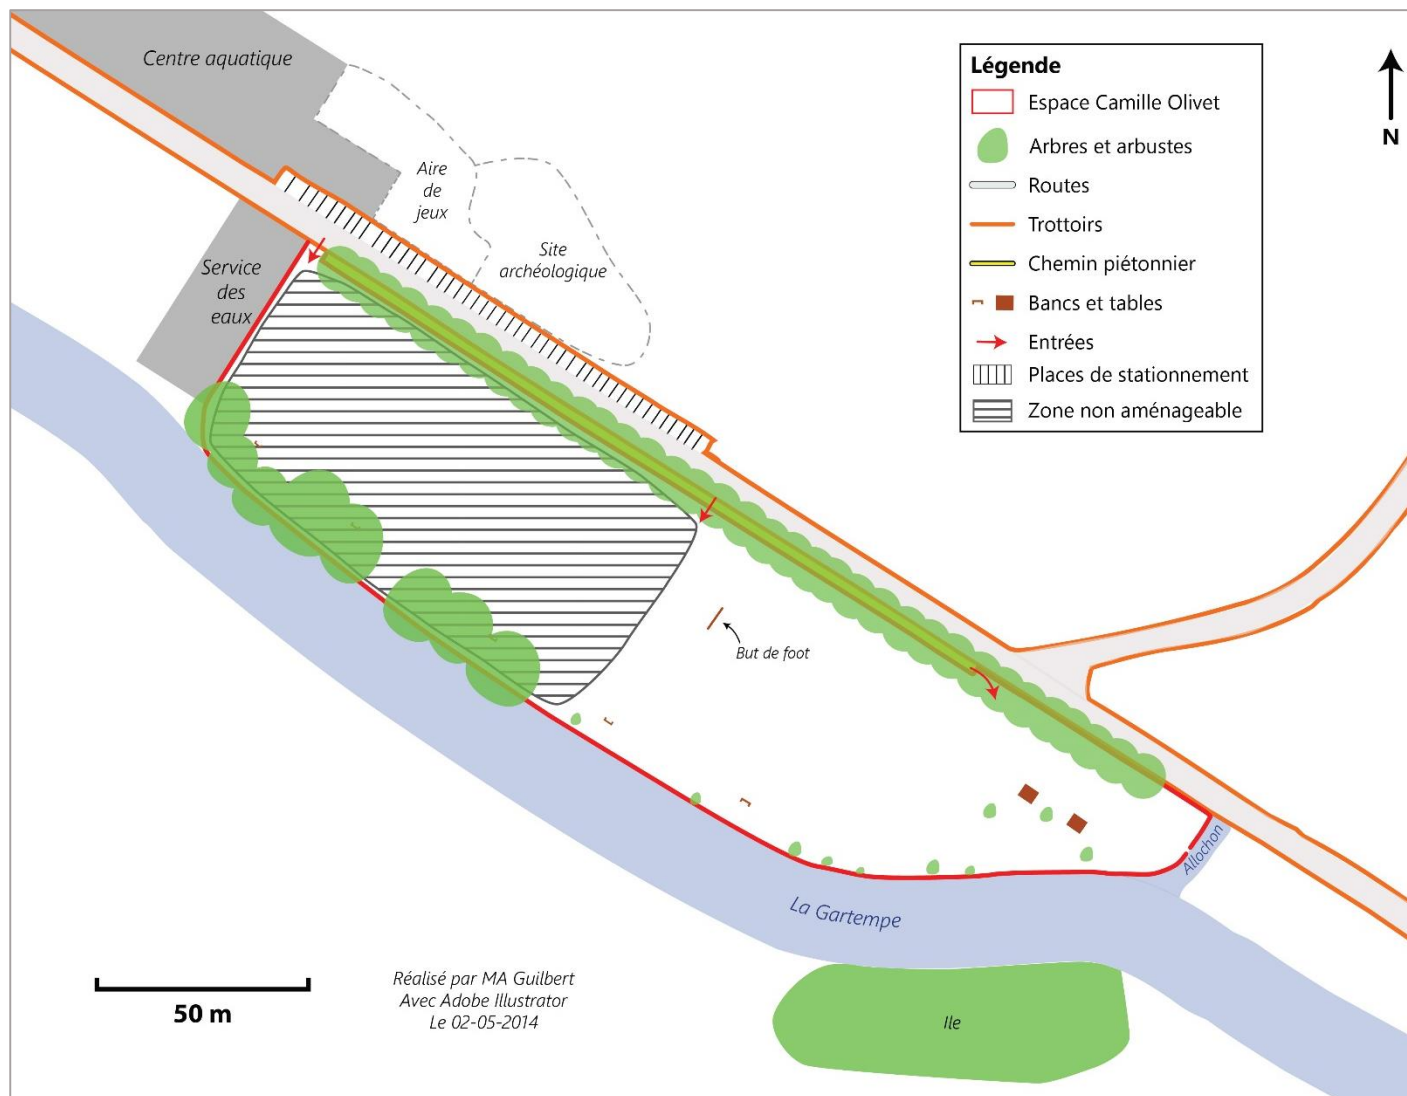 Centre aquatique
Légende
Espace Camille Olivet
Arbres et arbustes
Routes
Trottoirs
Chemin piétonnier
Bancs et tables
Entrées
Places de stationnement
Zone non aménageable
N
Aire
de
jeux
Site
archéologique
Service
des
eaux
But de foot
Allochon
La Gartempe
50 m
Réalisé par MA Guilbert
Avec Adobe Illustrator
Le 02-05-2014
Ile